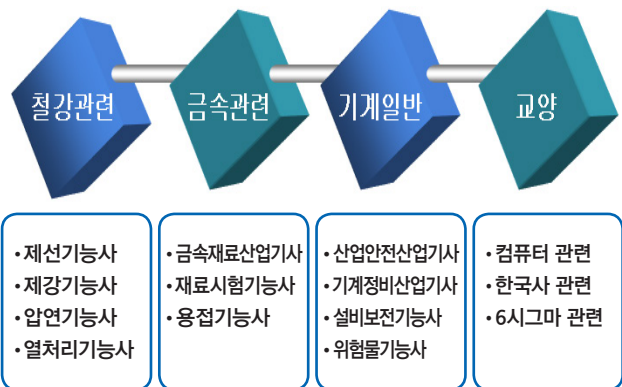 철강관련
금속관련
기계일반
교양
•제선기능사
•제강기능사
•압연기능사
•열처리기능사
•금속재료산업기사
•재료시험기능사
•용접기능사
•산업안전산업기사
•기계정비산업기사
•설비보전기능사
•위험물기능사
•컴퓨터 관련
•한국사 관련
•6시그마 관련